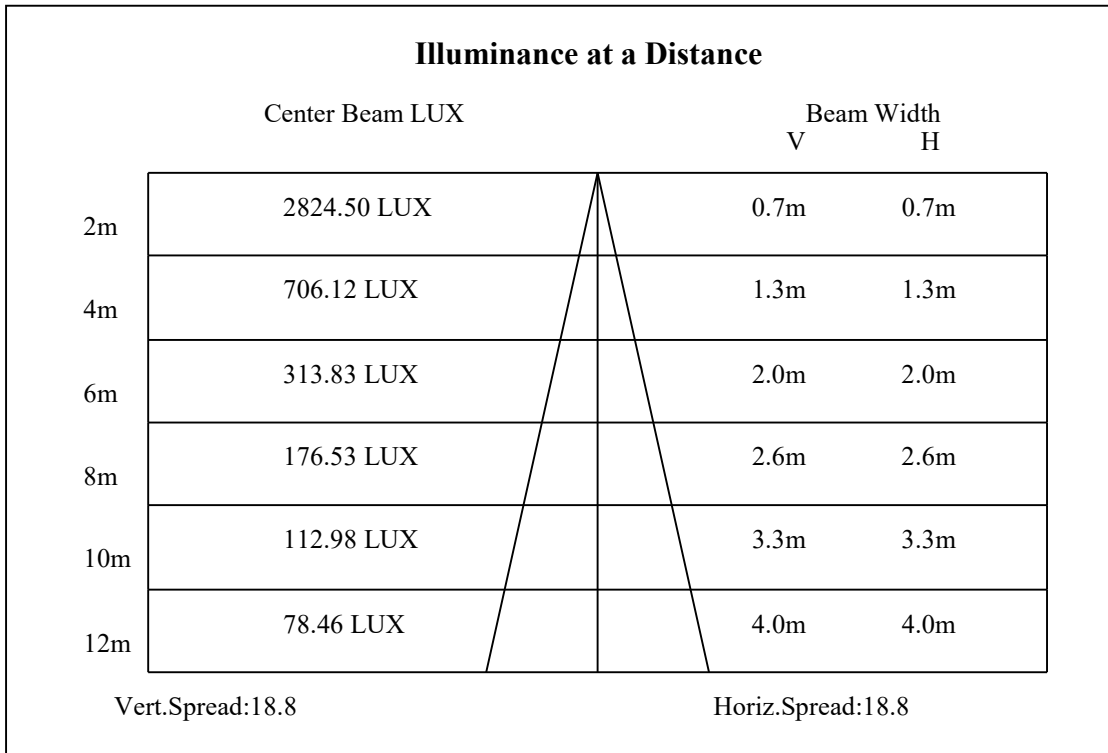 Illuminance at a Distance
Center Beam LUX Beam Width
V H
2m 2824.50 LUX 0.7m 0.7m
4m 706.12 LUX 1.3m 1.3m
6m 313.83 LUX 2.0m 2.0m
8m 176.53 LUX 2.6m 2.6m
10m 112.98 LUX 3.3m 3.3m
12m 78.46 LUX 4.0m 4.0m
Vert.Spread:18.8 Horiz.Spread:18.8